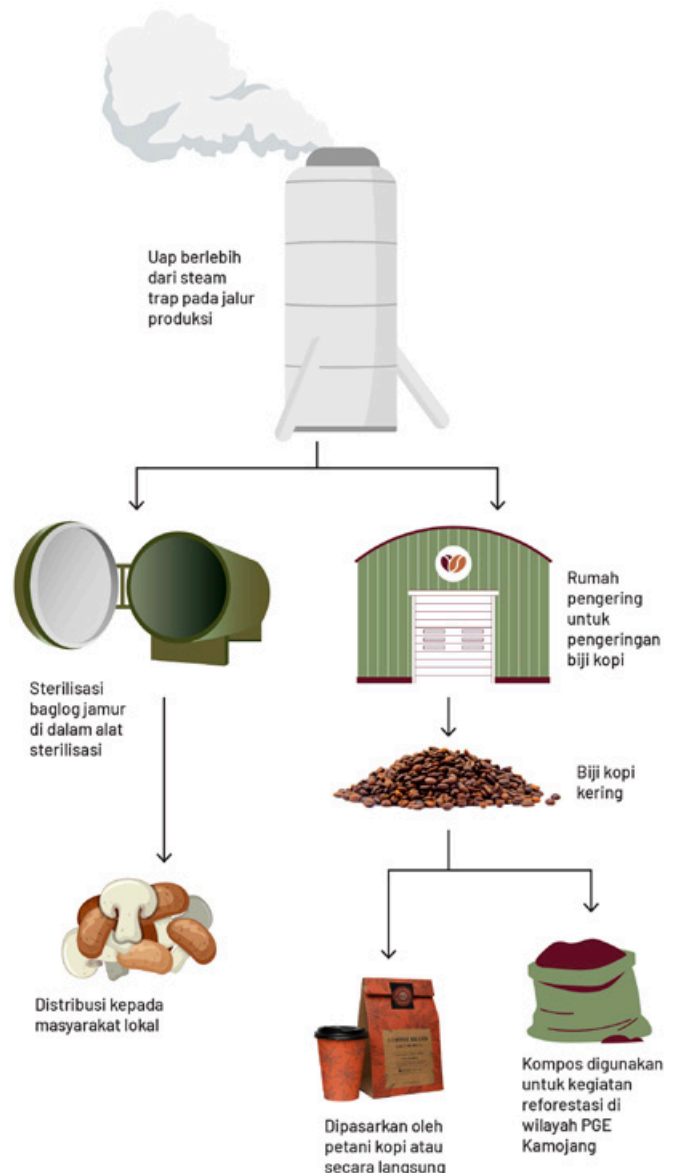 Uap berlebih
dari steam
trap pada jalur
produksi
Sterilisasi
baglog jamur
di dalam alat
sterilisasi
Rumah
pengering
untuk
pengeringan
biji kopi
Biji kopi
kering
Distribusi kepada
masyarakat lokal
Dipasarkan oleh
petani kopi atau
secara langsung
Kompos digunakan
untuk kegiatan
reforestasi di
wilayah PGE
Kamojang